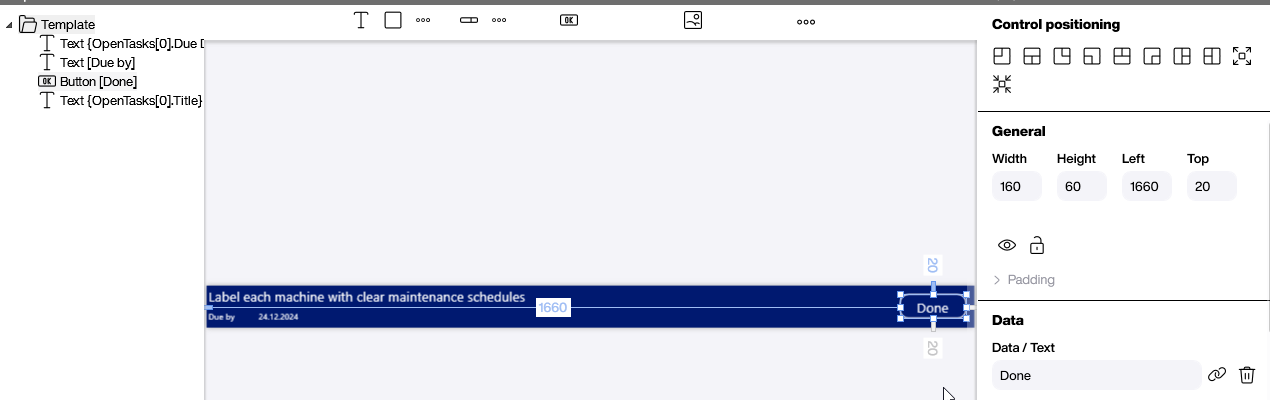 Template
Text {OpenTasks[0].Due D
Text [Due by]
Button [Done]
Text {OpenTasks[0].Title}
OK
Label each machine with clear maintenance schedules
Due by 24.12.2024
1660
20
Done
20
Control positioning
General
Width Height Left Top
160 60 1660 20
Padding
Data
Data / Text
Done